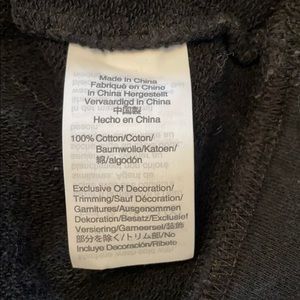 Made in China
Fabriqué en Chine
in China Hergestellt
Vervaardigd in China
中国製
Hecho en China
100% Cotton/Coton/
Baumwolle/Katoen/
綿/algodón
Exclusive Of Decoration/
Trimming/Sauf Décoration/
Garnitures/Ausgenommen
Dekoration/Besatz/Exclusief
Versiering/Garneersel/装飾
部分を除く/トリム部/No
Incluye Decoración/Ribete